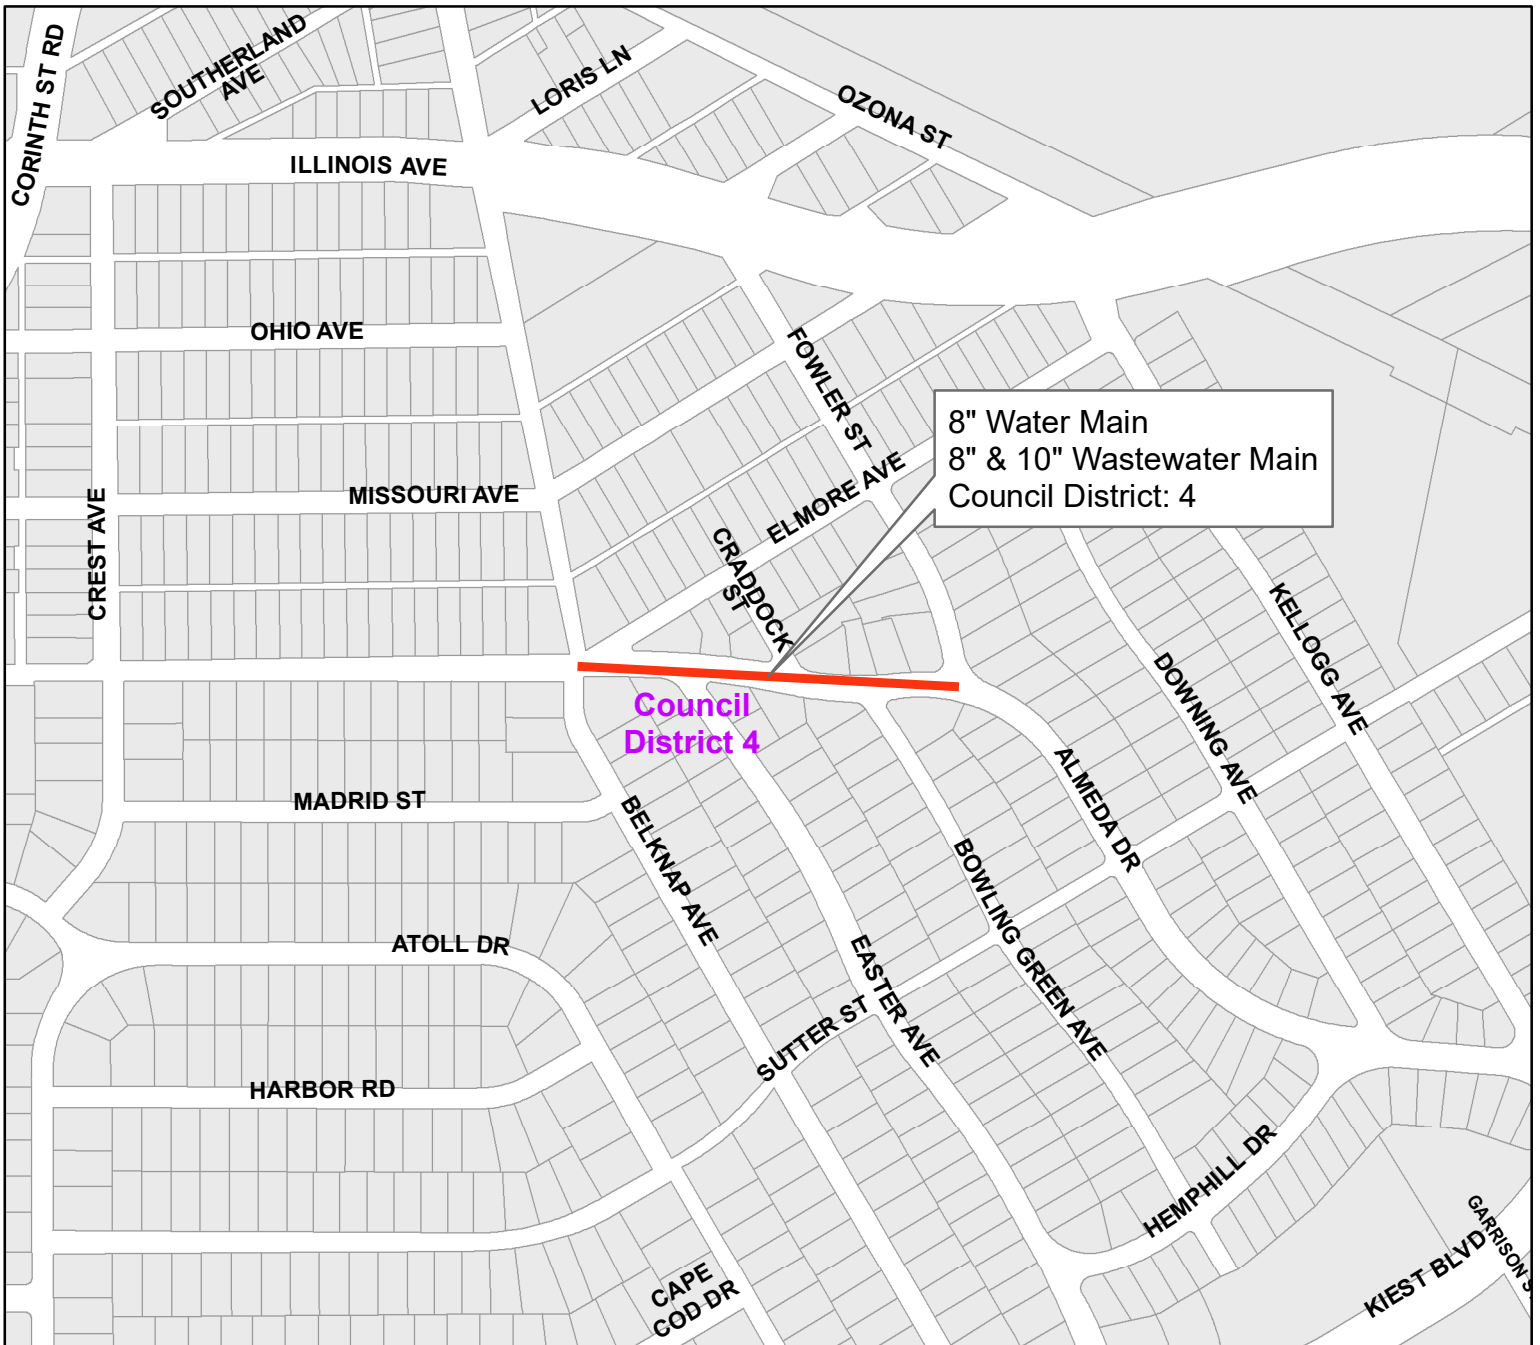 CORINTH ST RD
SOUTHERLAND
AVE
LORIS LN
OZONA ST
ILLINOIS AVE
OHIO AVE
FOWLER ST
8" Water Main
8" & 10" Wastewater Main
Council District: 4
MISSOURI AVE
ELMORE AVE
CREST AVE
CRADDOCK
ST
KELLOGG AVE
DOWNING AVE
Council
District 4
ALMEDA DR
MADRID ST
BELKNAP AVE
BOWLING GREEN AVE
ATOLL DR
EASTER AVE
SUTTER ST
HARBOR RD
HEMPHILL DR
GARRISON S
KIEST BLVD
CAPE
COD DR